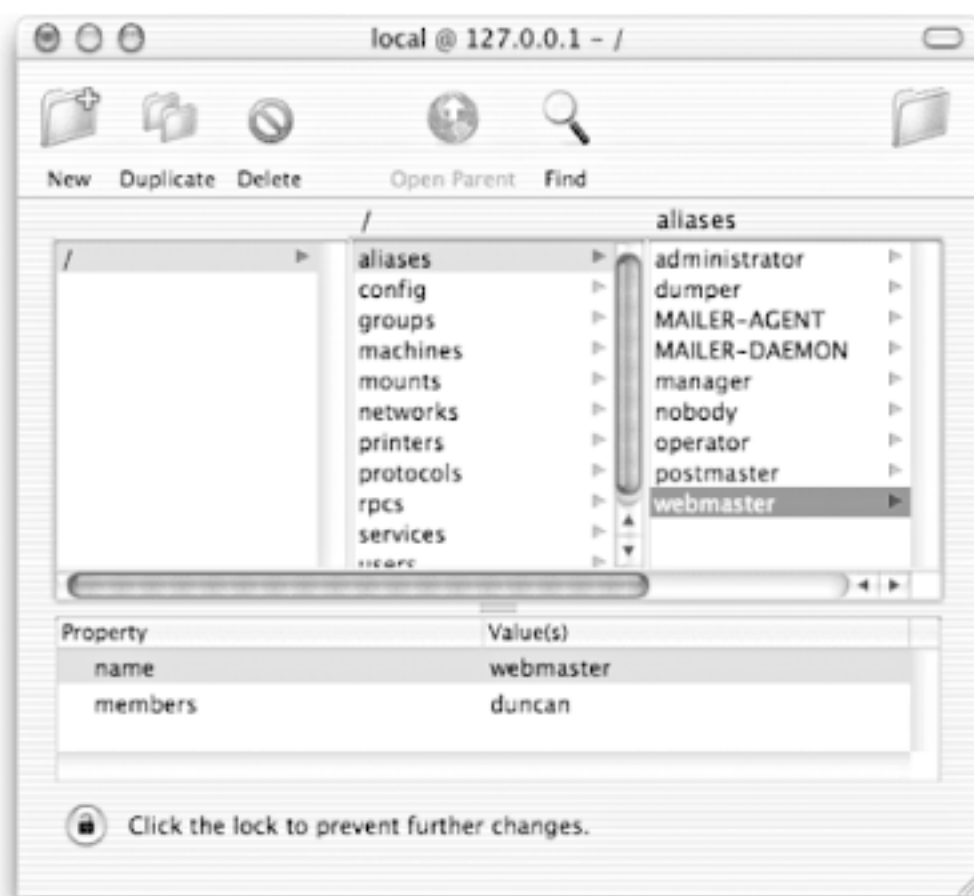 local @ 127.0.0.1 – /
New Duplicate Delete Open Parent Find
/ aliases
/
aliases
config
groups
machines
mounts
networks
printers
protocols
rpcs
services
users
administrator
dumper
MAILER-AGENT
MAILER-DAEMON
manager
nobody
operator
postmaster
webmaster
Property Value(s)
name webmaster
members duncan
Click the lock to prevent further changes.